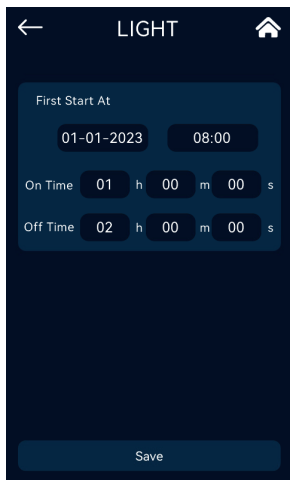 LIGHT
First Start At
01-01-2023 08:00
On Time 01 h 00 m 00 s
Off Time 02 h 00 m 00 s
Save